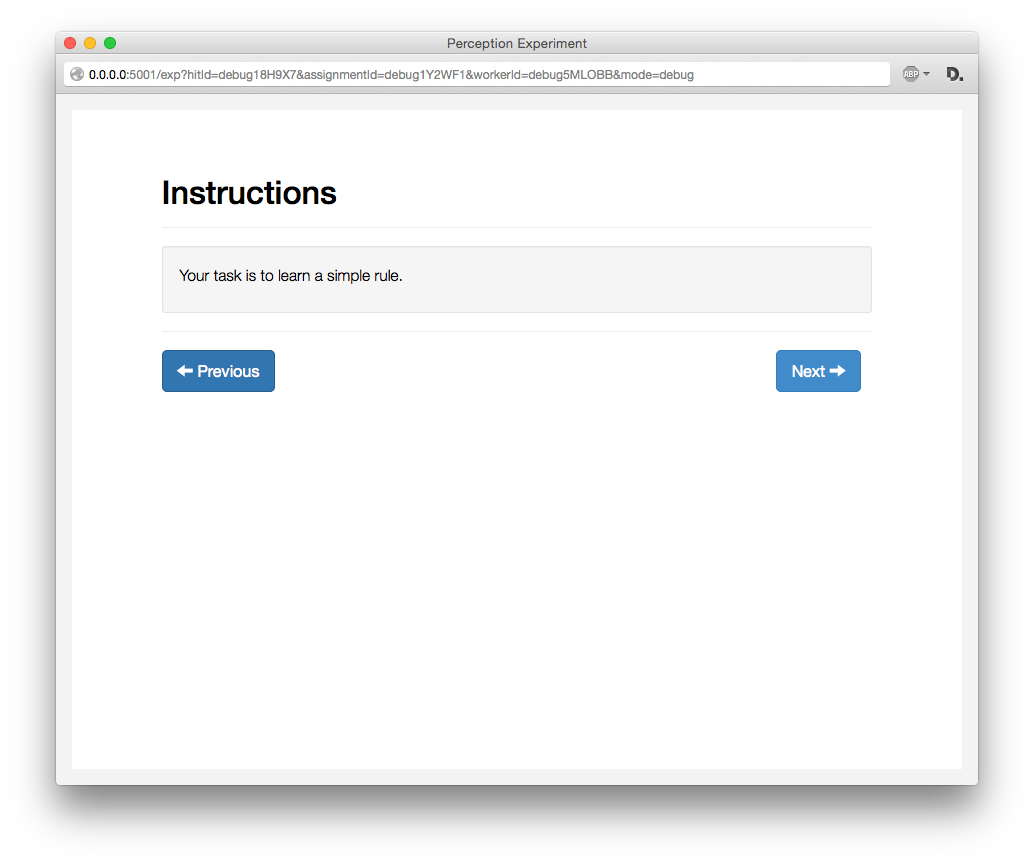 Perception Experiment
0.0.0.0:5001/exp?hitId=debug18H9X7&assignmentId=debug1Y2WF1&workerId=debug5MLOBB&mode=debug
ABP
D.
Instructions
Your task is to learn a simple rule.
Previous
Next